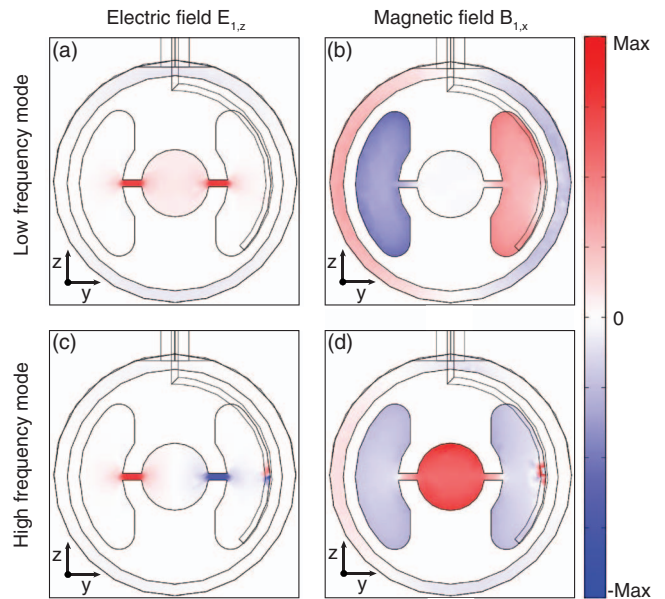 Electric field E1,z
Magnetic field B1,x
Low frequency mode
(a)
z
y
(b)
z
y
High frequency mode
(c)
z
y
(d)
z
y
Max
0
-Max